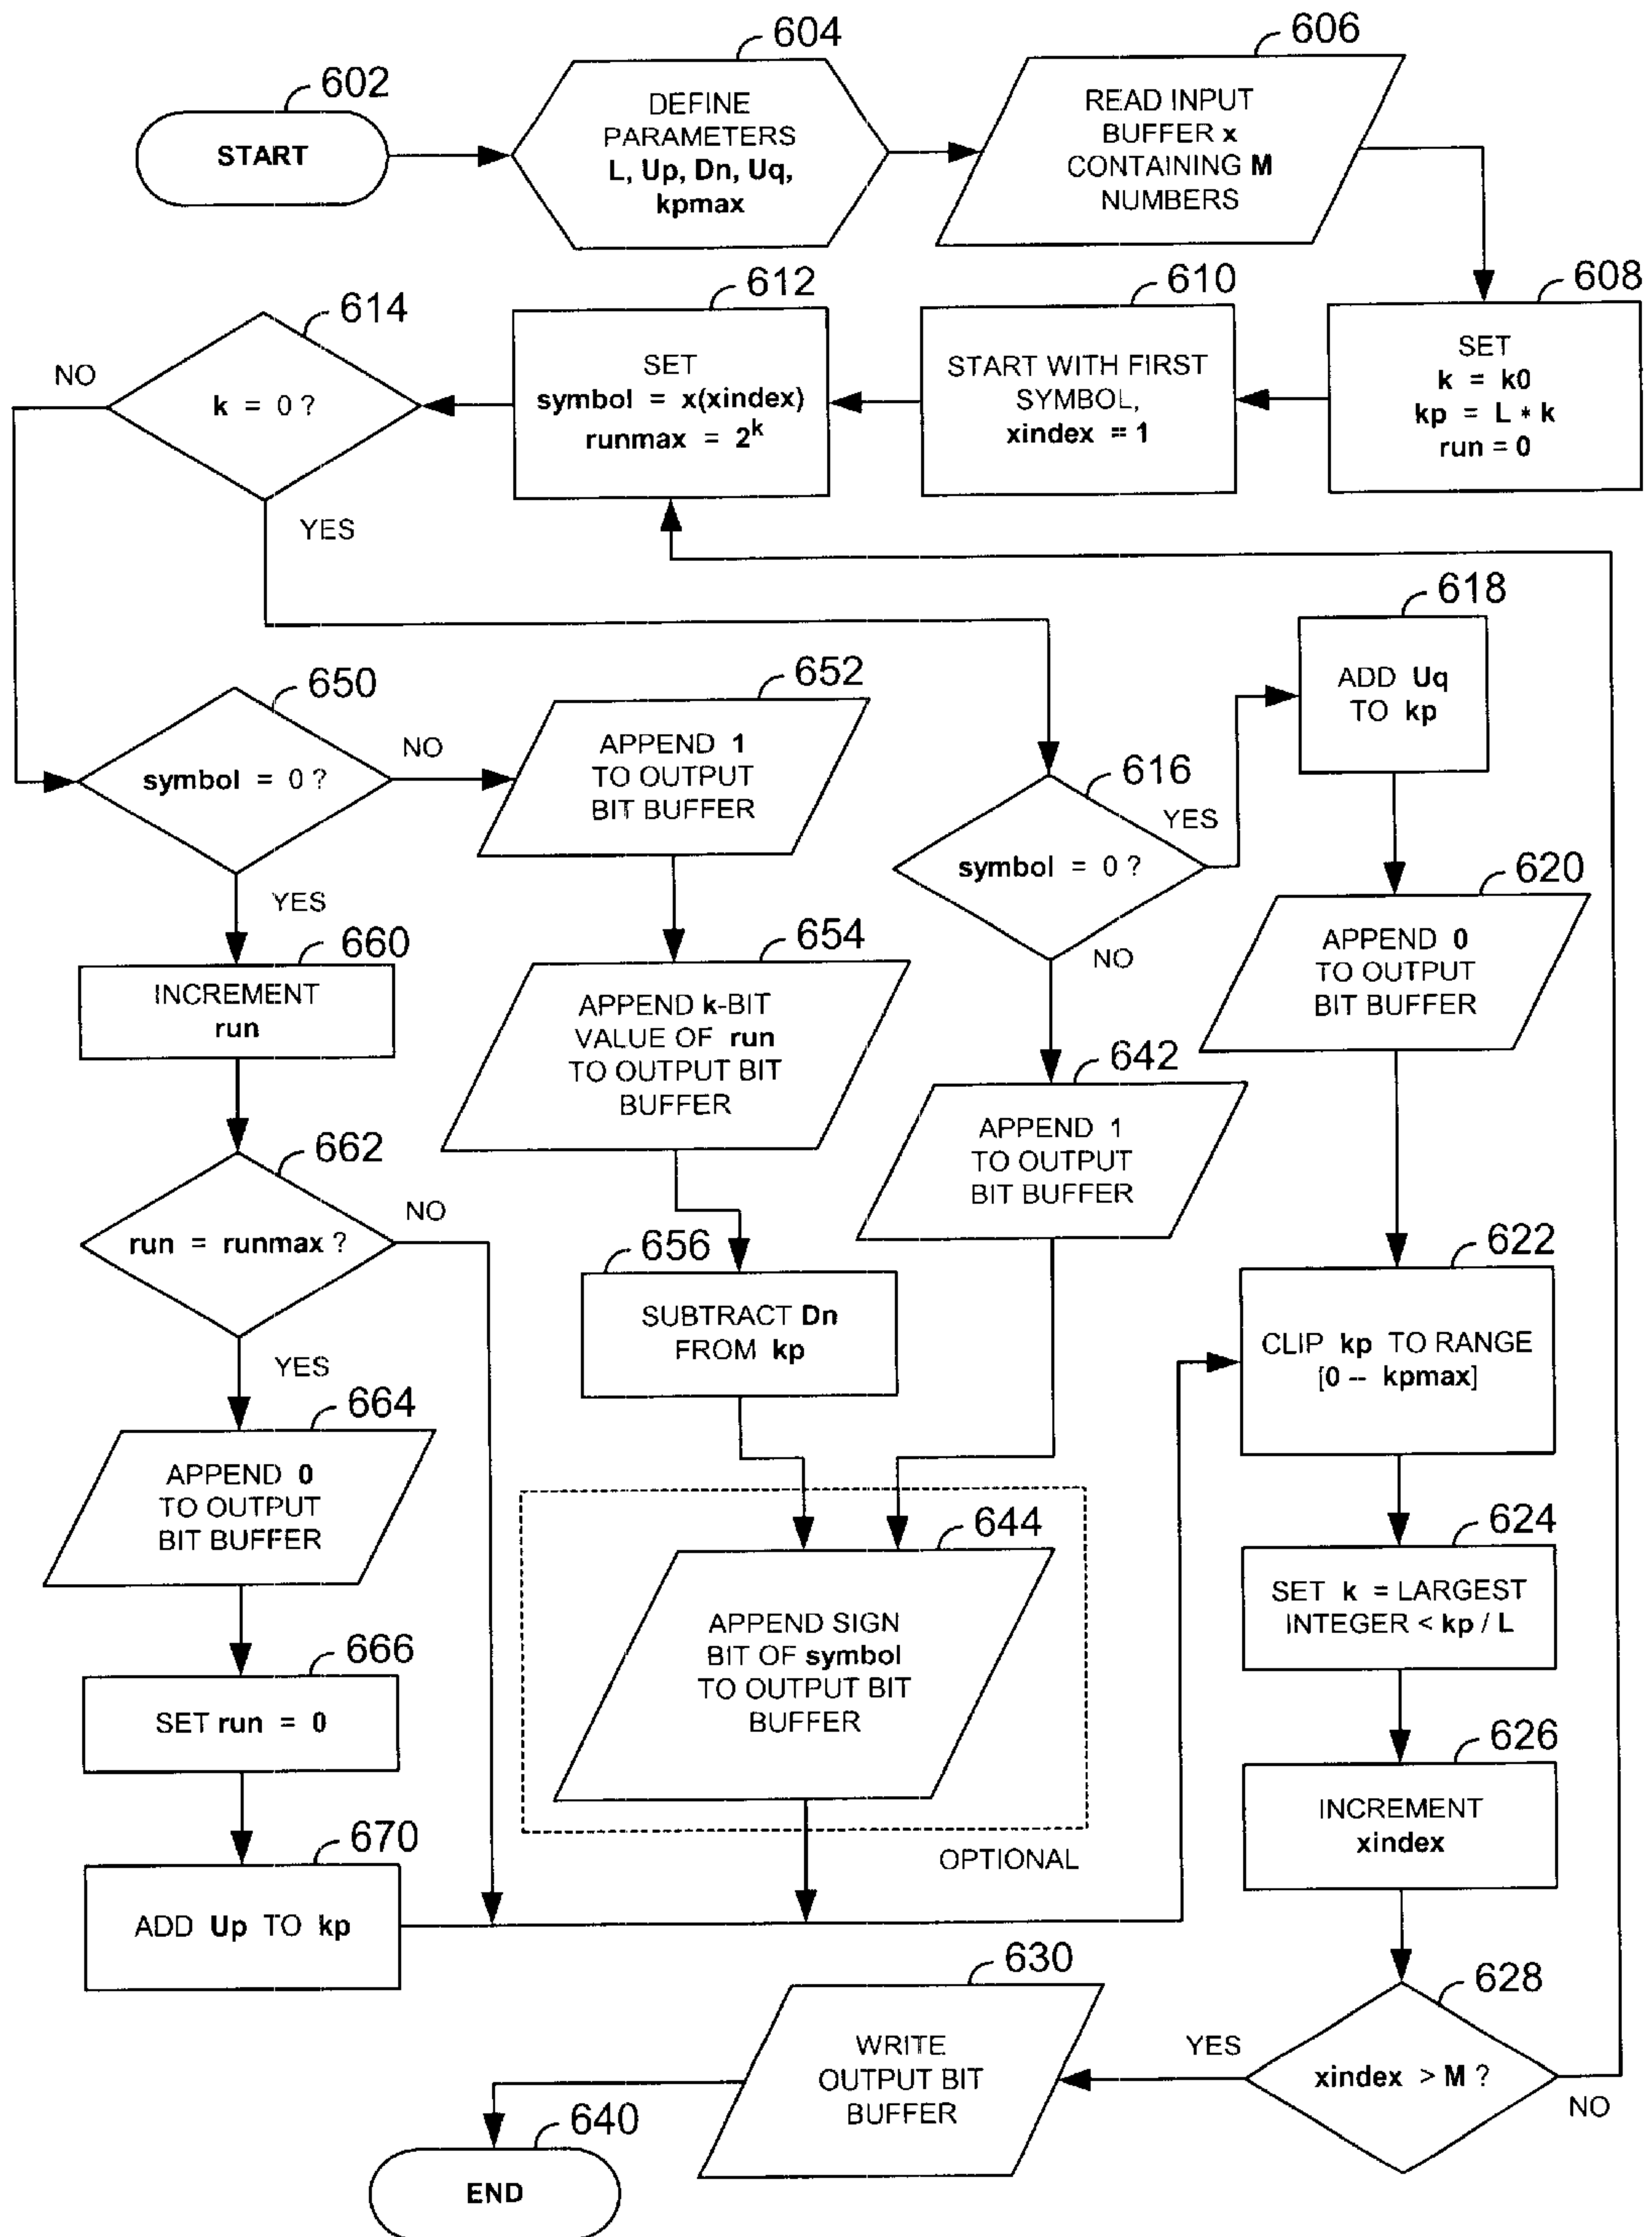 602
START
604
DEFINE
PARAMETERS
L, Up, Dn, Uq,
kpmax
606
READ INPUT
BUFFER x
CONTAINING M
NUMBERS
608
SET
k = k0
kp = L * k
run = 0
610
START WITH FIRST
SYMBOL,
xindex = 1
612
SET
symbol = x(xindex)
runmax = 2^k
614
k = 0 ?
NO
YES
650
symbol = 0 ?
NO
YES
652
APPEND 1
TO OUTPUT
BIT BUFFER
654
APPEND k-BIT
VALUE OF run
TO OUTPUT BIT
BUFFER
656
SUBTRACT Dn
FROM kp
660
INCREMENT
run
662
run = runmax ?
NO
YES
664
APPEND 0
TO OUTPUT
BIT BUFFER
666
SET run = 0
670
ADD Up TO kp
616
symbol = 0 ?
YES
NO
618
ADD Uq
TO kp
620
APPEND 0
TO OUTPUT
BIT BUFFER
642
APPEND 1
TO OUTPUT
BIT BUFFER
644
APPEND SIGN
BIT OF symbol
TO OUTPUT BIT
BUFFER
OPTIONAL
622
CLIP kp TO RANGE
[0 -- kpmax]
624
SET k = LARGEST
INTEGER < kp / L
626
INCREMENT
xindex
628
xindex > M ?
YES
NO
630
WRITE
OUTPUT BIT
BUFFER
640
END